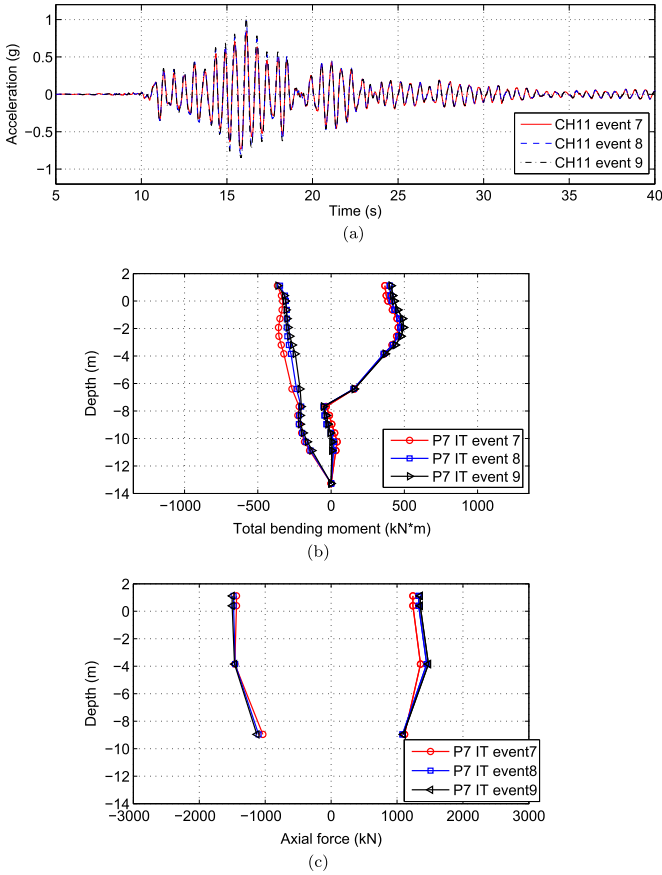 1
0.5
0
−0.5
−1
Acceleration (g)
CH11 event 7
CH11 event 8
CH11 event 9
5 10 15 20 25 30 35 40
Time (s)
(a)
2
0
−2
−4
−6
−8
−10
−12
−14
Depth (m)
P7 IT event 7
P7 IT event 8
P7 IT event 9
−1000 −500 0 500 1000
Total bending moment (kN*m)
(b)
2
0
−2
−4
−6
−8
−10
−12
−14
Depth (m)
P7 IT event7
P7 IT event8
P7 IT event9
−3000 −2000 −1000 0 1000 2000 3000
Axial force (kN)
(c)